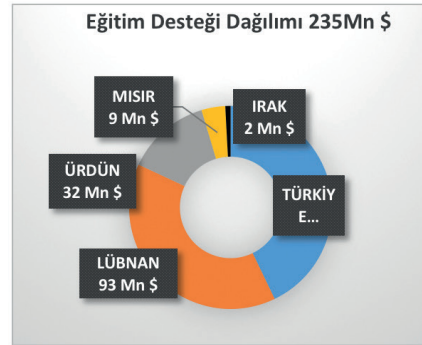 Eğitim Desteği Dağılımı 235Mn $
MISIR
9 Mn $
IRAK
2 Mn $
ÜRDÜN
32 Mn $
TÜRKİY
E...
LÜBNAN
93 Mn $